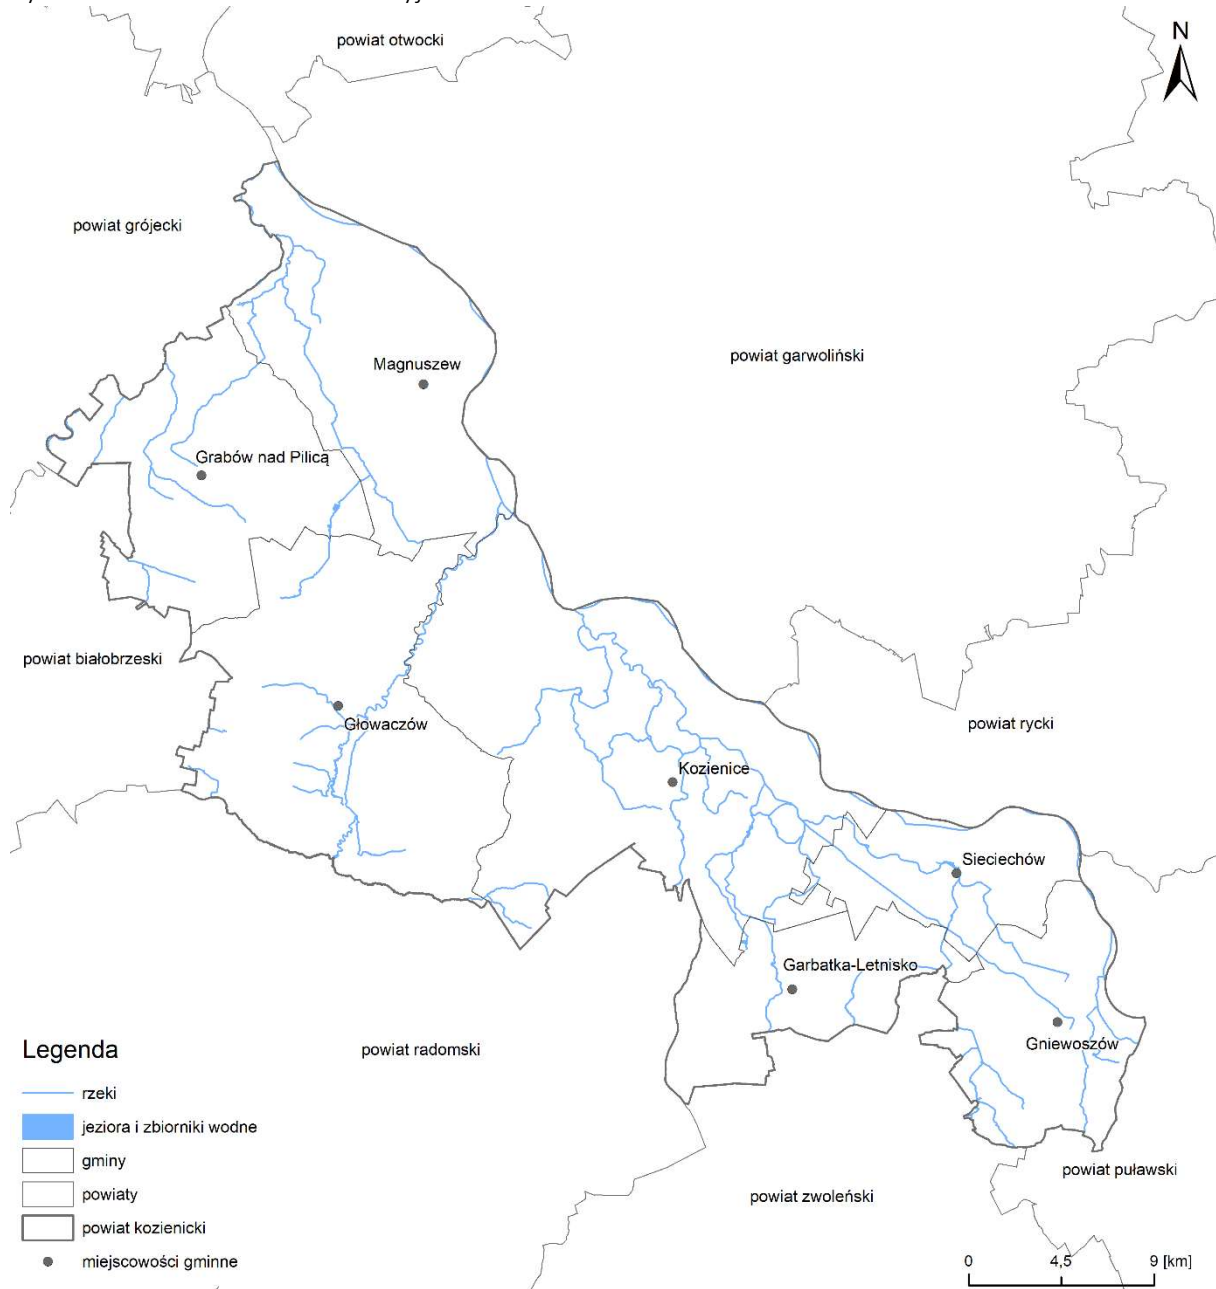 powiat otwocki
N
powiat grójecki
powiat garwoliński
Magnuszew
Grabów nad Pilicą
powiat białobrzeski
Głowaczów
powiat rycki
Kozienice
Sieciechów
Garbatka-Letnisko
Gniewoszów
powiat radomski
powiat puławski
powiat zwoleński
Legenda
rzeki
jeziora i zbiorniki wodne
gminy
powiaty
powiat kozienicki
miejscowości gminne
0 4,5 9 [km]